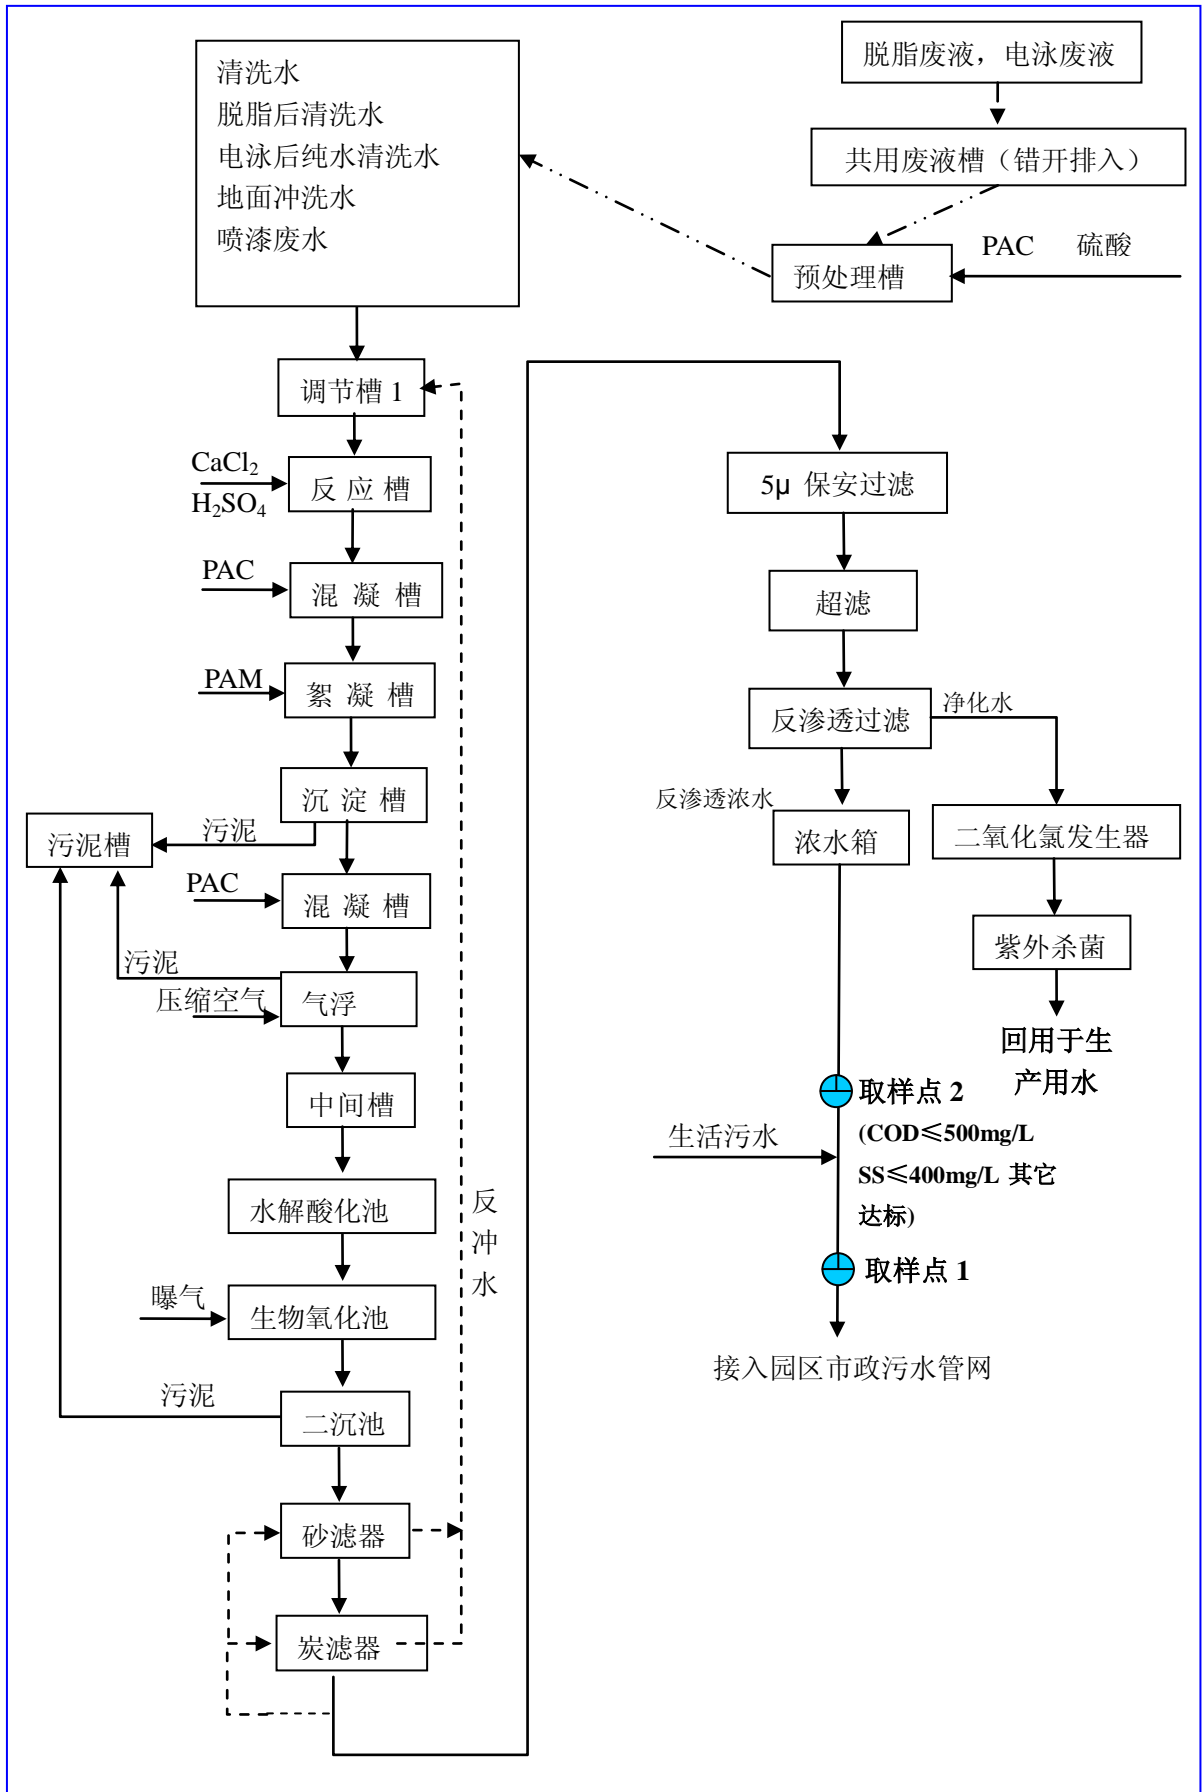 脱脂废液，电泳废液
共用废液槽（错开排入）
PAC 硫酸
预处理槽
清洗水
脱脂后清洗水
电泳后纯水清洗水
地面冲洗水
喷漆废水
调节槽 1
CaCl₂
H₂SO₄
反 应 槽
PAC
混 凝 槽
PAM
絮 凝 槽
沉 淀 槽
污泥
污泥槽
PAC
混 凝 槽
污泥
压缩空气
气浮
中间槽
水解酸化池
曝气
生物氧化池
污泥
二沉池
砂滤器
炭滤器
反
冲
水
5μ 保安过滤
超滤
反渗透过滤
净化水
反渗透浓水
浓水箱
二氧化氯发生器
紫外杀菌
回用于生
产用水
取样点 2
(COD≤500mg/L
SS≤400mg/L 其它
达标)
生活污水
取样点 1
接入园区市政污水管网